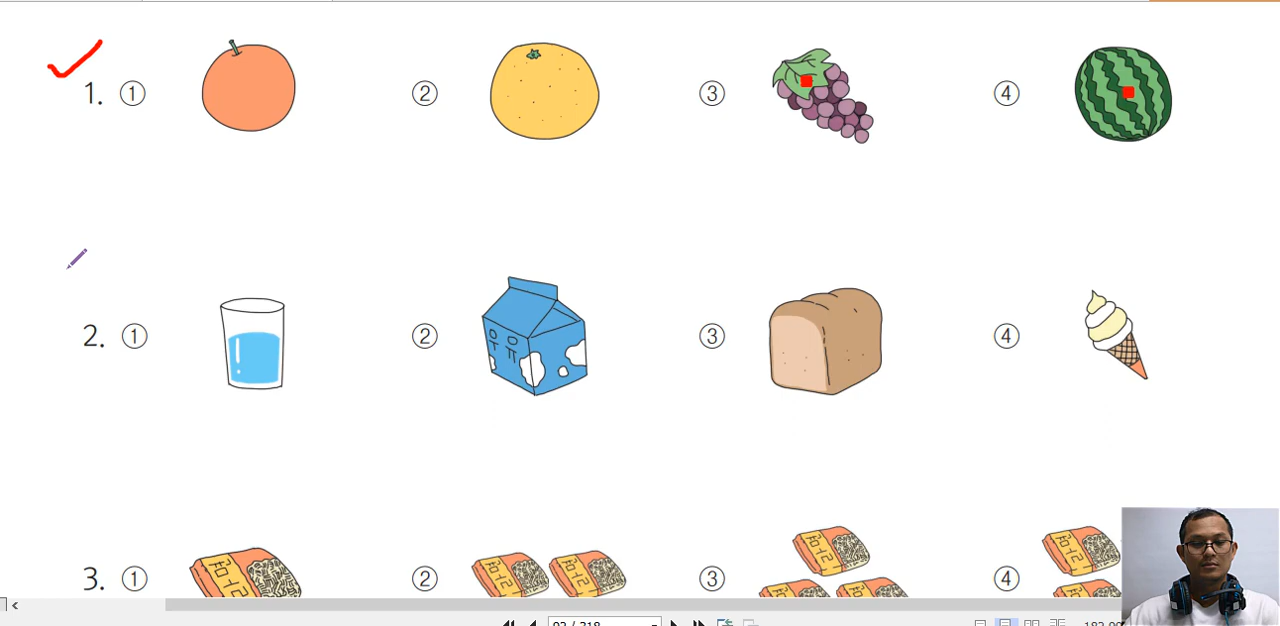 1. ① ② ③ ④
2. ① ② ③ ④
우유
3. ① ② ③ ④